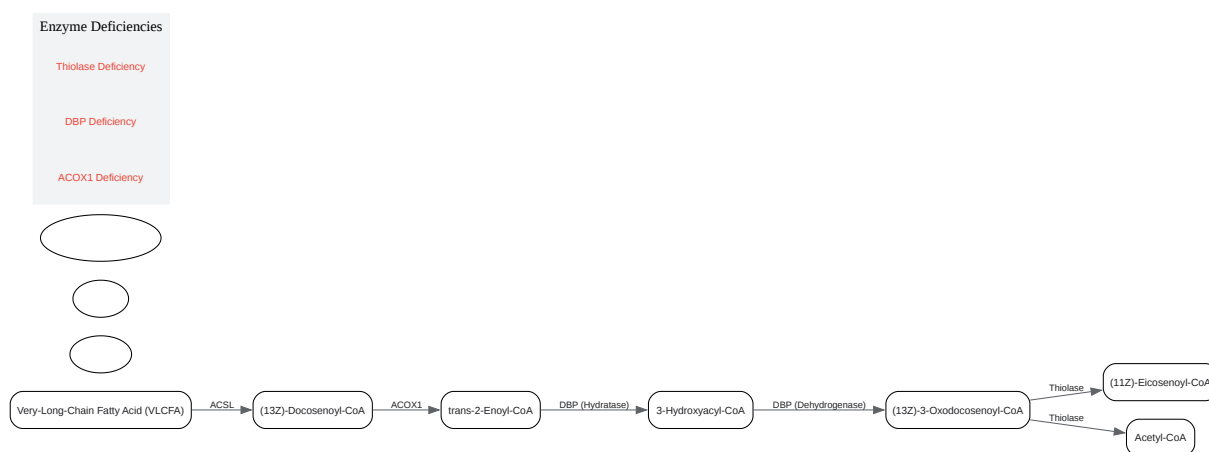 Enzyme Deficiencies
Thiolase Deficiency
DBP Deficiency
ACOX1 Deficiency
Very-Long-Chain Fatty Acid (VLCFA)
ACSL
(13Z)-Docosenoyl-CoA
ACOX1
trans-2-Enoyl-CoA
DBP (Hydratase)
3-Hydroxyacyl-CoA
DBP (Dehydrogenase)
(13Z)-3-Oxodocosenoyl-CoA
Thiolase
(11Z)-Eicosenoyl-CoA
Thiolase
Acetyl-CoA